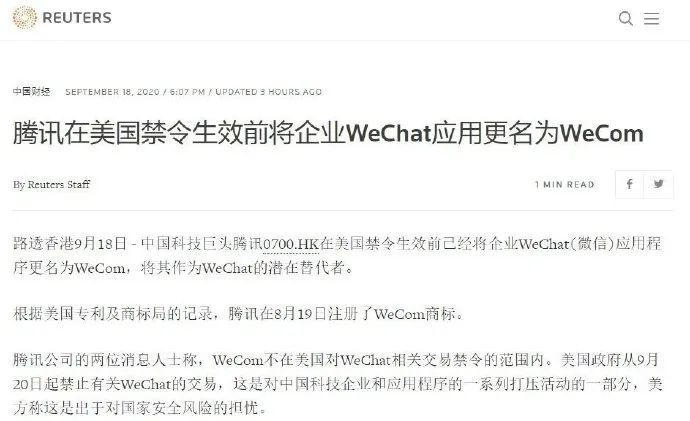 REUTERS
中国财经 SEPTEMBER 18, 2020 / 6:07 PM / UPDATED 3 HOURS AGO
腾讯在美国禁令生效前将企业WeChat应用更名为WeCom
By Reuters Staff
1 MIN READ
路透香港9月18日 - 中国科技巨头腾讯0700.HK在美国禁令生效前已经将企业WeChat(微信)应用程
序更名为WeCom，将其作为WeChat的潜在替代者。
根据美国专利及商标局的记录，腾讯在8月19日注册了WeCom商标。
腾讯公司的两位消息人士称，WeCom不在美国对WeChat相关交易禁令的范围内。美国政府从9月
20日起禁止有关WeChat的交易，这是对中国科技企业和应用程序的一系列打压活动的一部分，美
方称这是出于对国家安全风险的担忧。